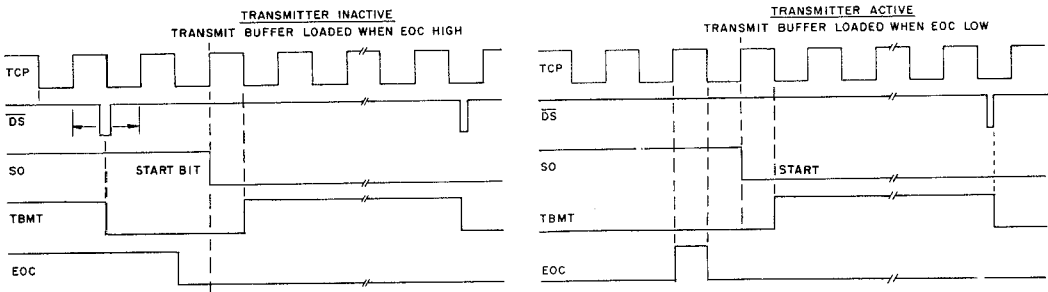 TRANSMITTER INACTIVE
TRANSMIT BUFFER LOADED WHEN EOC HIGH
TCP
DS
SO
START BIT
TBMT
EOC
TRANSMITTER ACTIVE
TRANSMIT BUFFER LOADED WHEN EOC LOW
TCP
DS
SO
START
TBMT
EOC